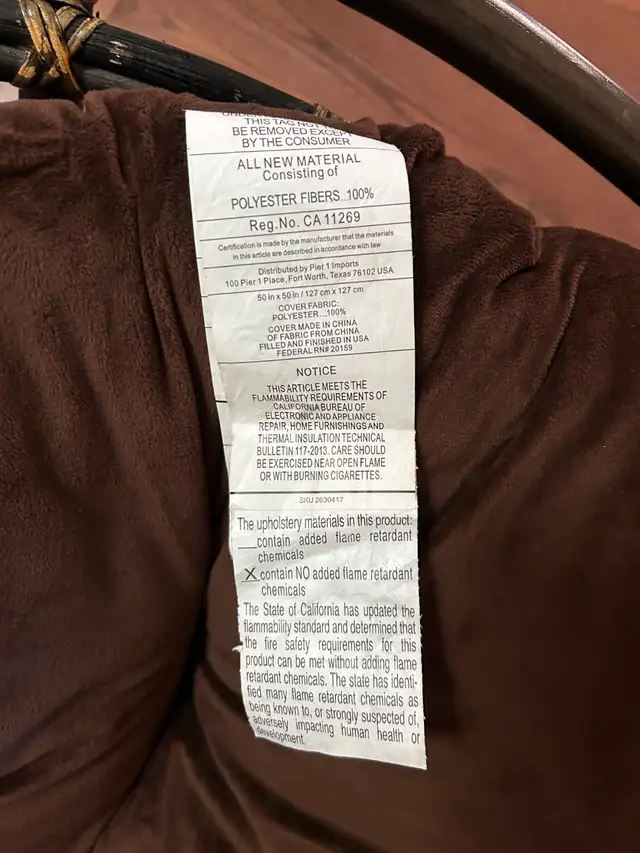 THIS TAG NOT
BE REMOVED EXCEPT
BY THE CONSUMER
ALL NEW MATERIAL
Consisting of
POLYESTER FIBERS...100%
Reg.No. CA 11269
Certification is made by the manufacturer that the materials
in this article are described in accordance with law
Distributed by Pier 1 Imports
100 Pier 1 Place, Fort Worth, Texas 76102 USA
50 in x 50 in / 127 cm x 127 cm
COVER FABRIC:
POLYESTER...100%
COVER MADE IN CHINA
OF FABRIC FROM CHINA
FILLED AND FINISHED IN USA
FEDERAL RN# 20159
NOTICE
THIS ARTICLE MEETS THE
FLAMMABILITY REQUIREMENTS OF
CALIFORNIA BUREAU OF
ELECTRONIC AND APPLIANCE
REPAIR, HOME FURNISHINGS AND
THERMAL INSULATION TECHNICAL
BULLETIN 117-2013. CARE SHOULD
BE EXERCISED NEAR OPEN FLAME
OR WITH BURNING CIGARETTES.
SKU 2630417
The upholstery materials in this product:
__contain added flame retardant
chemicals
X contain NO added flame retardant
chemicals
The State of California has updated the
flammability standard and determined that
the fire safety requirements for this
product can be met without adding flame
retardant chemicals. The state has identi-
fied many flame retardant chemicals as
being known to, or strongly suspected of,
adversely impacting human health or
development.